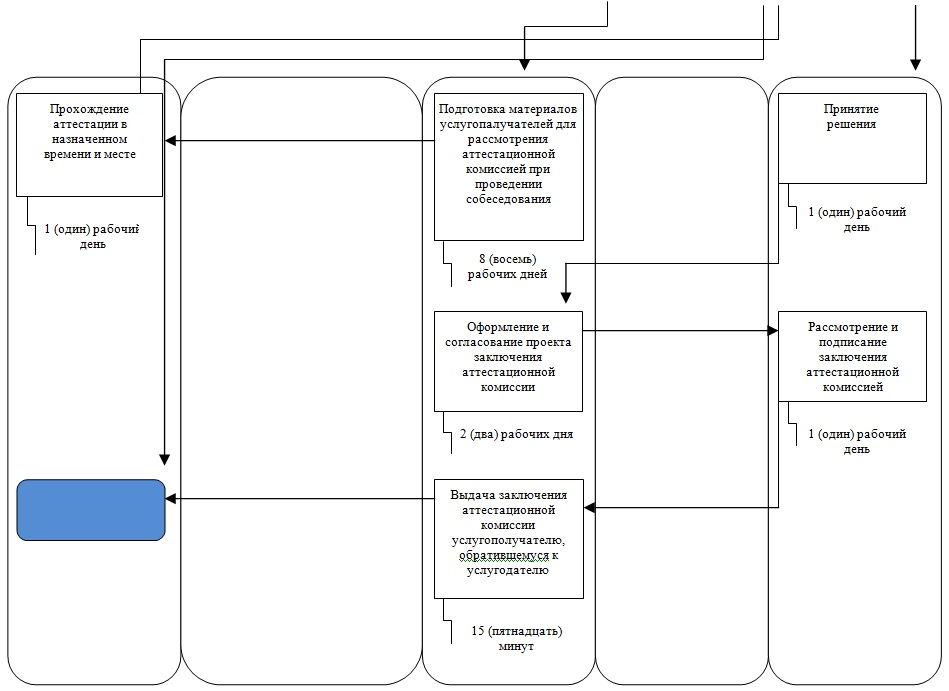 Прохождение
аттестации в
назначенном
времени и месте
1 (один) рабочий
день
Подготовка материалов
услугопалучателей для
рассмотрения
аттестационной
комиссией при
проведении
собеседования
8 (восемь)
рабочих дней
Принятие
решения
1 (один) рабочий
день
Оформление и
согласование проекта
заключения
аттестационной
комиссии
2 (два) рабочих дня
Рассмотрение и
подписание
заключения
аттестационной
комиссией
1 (один) рабочий
день
Выдача заключения
аттестационной
комиссии
услугополучателю,
обратившемуся к
услугодателю
15 (пятнадцать)
минут